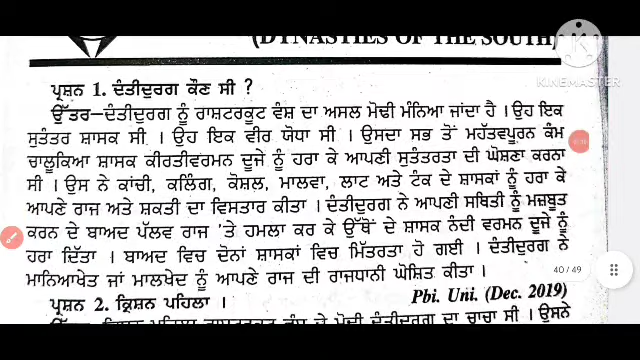 (DYNASTIES OF THE SOUTH)
KINEMASTER
ਪ੍ਰਸ਼ਨ 1. ਦੰਤੀਦੁਰਗ ਕੌਣ ਸੀ ?
ਉੱਤਰ–ਦੰਤੀਦੁਰਗ ਨੂੰ ਰਾਸ਼ਟਰਕੂਟ ਵੰਸ਼ ਦਾ ਅਸਲ ਮੋਢੀ ਮੰਨਿਆ ਜਾਂਦਾ ਹੈ । ਉਹ ਇਕ
ਸੁਤੰਤਰ ਸ਼ਾਸਕ ਸੀ । ਉਹ ਇਕ ਵੀਰ ਯੋਧਾ ਸੀ । ਉਸਦਾ ਸਭ ਤੋਂ ਮਹੱਤਵਪੂਰਨ ਕੰਮ
ਚਾਲੂਕਿਆ ਸ਼ਾਸਕ ਕੀਰਤੀਵਰਮਨ ਦੂਜੇ ਨੂੰ ਹਰਾ ਕੇ ਆਪਣੀ ਸੁਤੰਤਰਤਾ ਦੀ ਘੋਸ਼ਣਾ ਕਰਨਾ
ਸੀ । ਉਸ ਨੇ ਕਾਂਚੀ, ਕਲਿੰਗ, ਕੋਸ਼ਲ, ਮਾਲਵਾ, ਲਾਟ ਅਤੇ ਟੰਕ ਦੇ ਸ਼ਾਸਕਾਂ ਨੂੰ ਹਰਾ ਕੇ
ਆਪਣੇ ਰਾਜ ਅਤੇ ਸ਼ਕਤੀ ਦਾ ਵਿਸਤਾਰ ਕੀਤਾ । ਦੰਤੀਦੁਰਗ ਨੇ ਆਪਣੀ ਸਥਿਤੀ ਨੂੰ ਮਜ਼ਬੂਤ
ਕਰਨ ਦੇ ਬਾਅਦ ਪੱਲਵ ਰਾਜ 'ਤੇ ਹਮਲਾ ਕਰ ਕੇ ਉੱਥੋਂ ਦੇ ਸ਼ਾਸਕ ਨੰਦੀ ਵਰਮਨ ਦੂਜੇ ਨੂੰ
ਹਰਾ ਦਿੱਤਾ । ਬਾਅਦ ਵਿਚ ਦੋਨਾਂ ਸ਼ਾਸਕਾਂ ਵਿਚ ਮਿੱਤਰਤਾ ਹੋ ਗਈ । ਦੰਤੀਦੁਰਗ ਨੇ
ਮਾਨਿਆਖੇਤ ਜਾਂ ਮਾਲਖੇਦ ਨੂੰ ਆਪਣੇ ਰਾਜ ਦੀ ਰਾਜਧਾਨੀ ਘੋਸ਼ਿਤ ਕੀਤਾ ।
40 / 49
ਪ੍ਰਸ਼ਨ 2. ਕ੍ਰਿਸ਼ਨ ਪਹਿਲਾ । Pbi. Uni. (Dec. 2019)
ਦੰਤੀਦੁਰਗ ਦਾ ਚਾਚਾ ਸੀ । ਉਸਨੇ